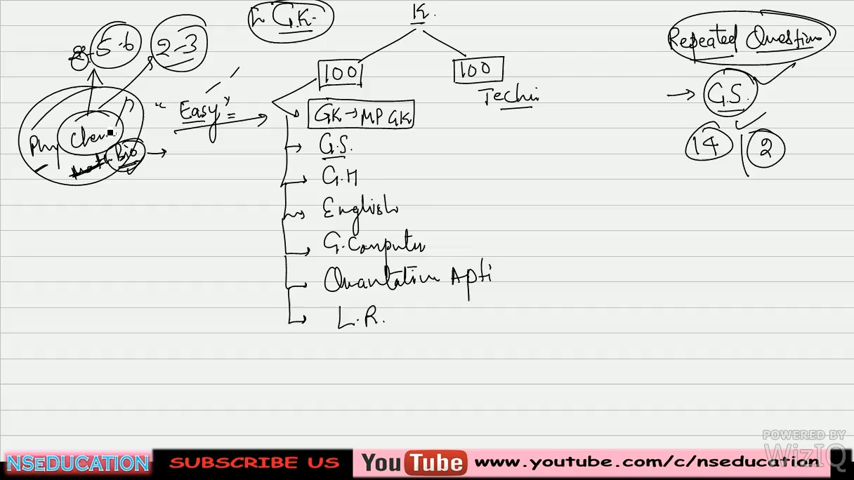 G.K.
K.
Repeated Question
5-6
2-3
100
100
Techni
"Easy"
GK → MP GK
→ G.S.
14 | 2
Phy
Chem
Bio →
G.S.
G.M
English
G.Computer
Quantative Apti
L.R.
POWERED BY
WizIQ
NSEDUCATION
SUBSCRIBE US
YouTube
www.youtube.com/c/nseducation